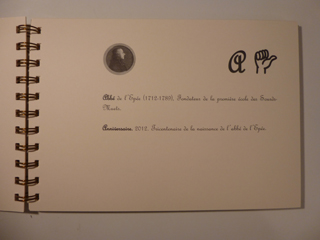 A
Abbé de l'Épée (1712-1789). Fondateur de la première école des Sourds-
Muets.
Anniversaire. 2012. Tricentenaire de la naissance de l'abbé de l'Épée